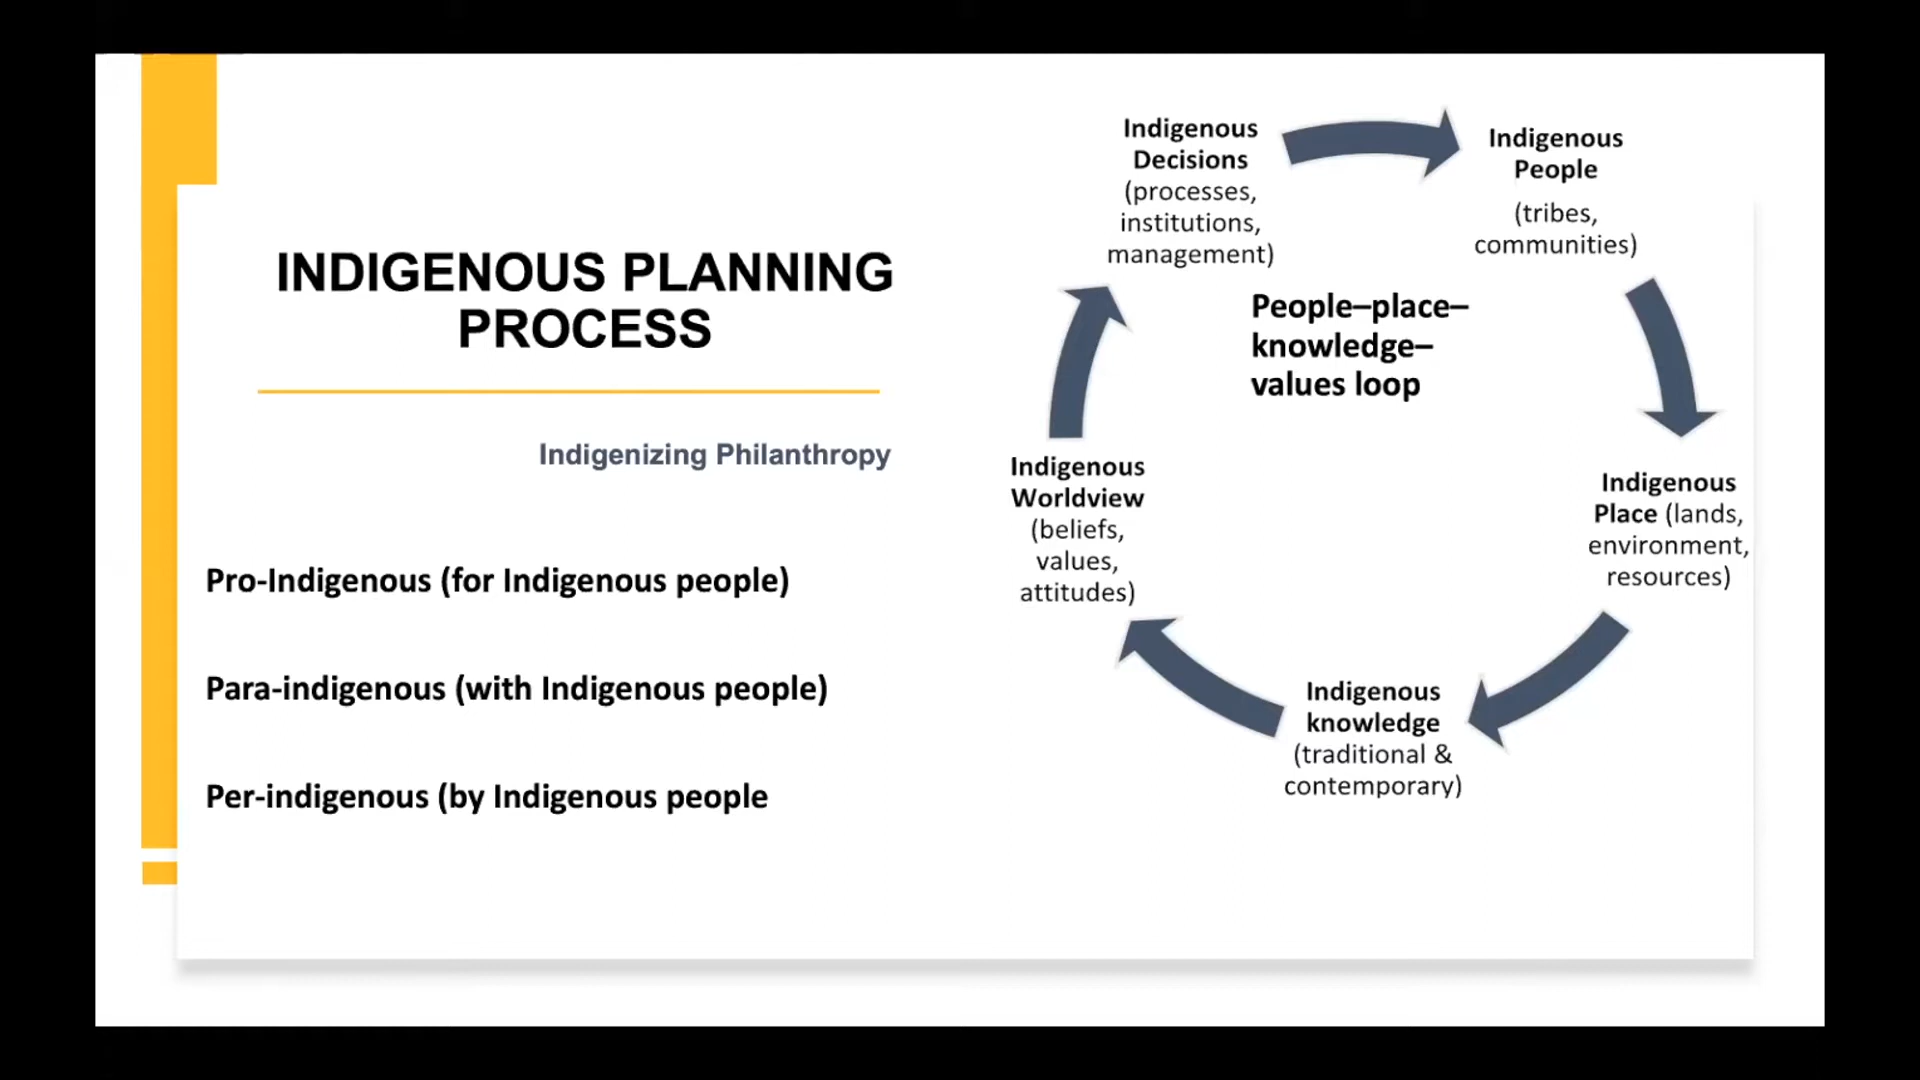 INDIGENOUS PLANNING
PROCESS
Indigenizing Philanthropy
Pro-Indigenous (for Indigenous people)
Para-indigenous (with Indigenous people)
Per-indigenous (by Indigenous people
Indigenous
Decisions
(processes,
institutions,
management)
Indigenous
People
(tribes,
communities)
People–place–
knowledge–
values loop
Indigenous
Place (lands,
environment,
resources)
Indigenous
knowledge
(traditional &
contemporary)
Indigenous
Worldview
(beliefs,
values,
attitudes)